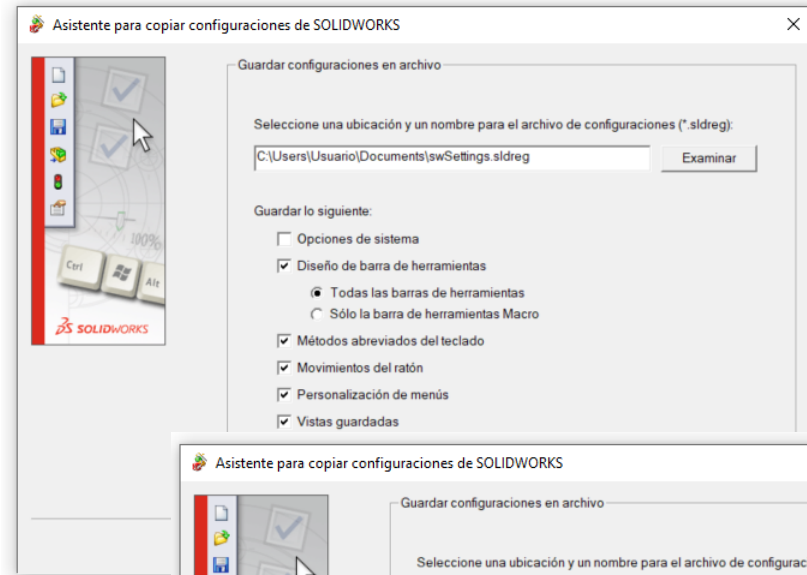 Asistente para copiar configuraciones de SOLIDWORKS
Guardar configuraciones en archivo
Seleccione una ubicación y un nombre para el archivo de configuraciones (*.sldreg):
C:\Users\Usuario\Documents\swSettings.sldreg
Examinar
Guardar lo siguiente:
Opciones de sistema
Diseño de barra de herramientas
Todas las barras de herramientas
Sólo la barra de herramientas Macro
Métodos abreviados del teclado
Movimientos del ratón
Personalización de menús
Vistas guardadas
100%
Ctrl
Alt
SOLIDWORKS
Asistente para copiar configuraciones de SOLIDWORKS
Guardar configuraciones en archivo
Seleccione una ubicación y un nombre para el archivo de configurac